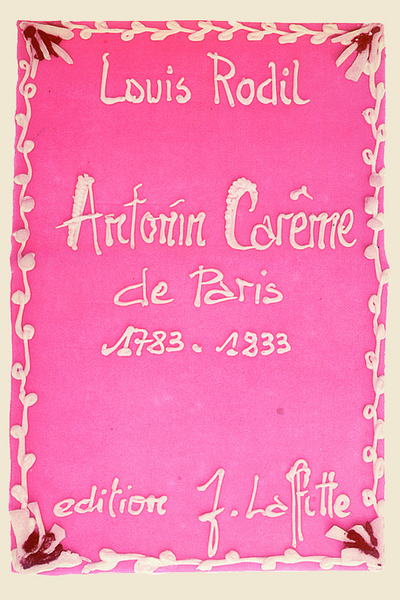 Louis Rodil
Antonin Carême
de Paris
1783 . 1833
edition J. Laffitte